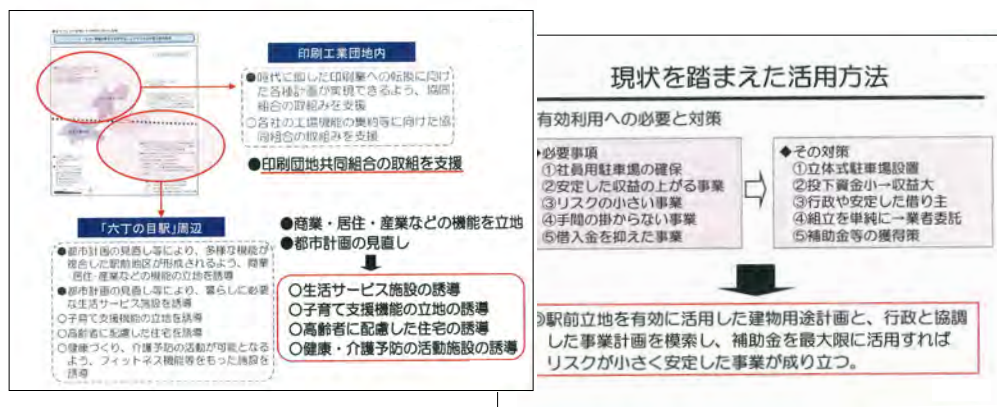 印刷工業団地内
●時代に即した印刷業への転換に向け
た各種計画が実現できるよう、協同
組合の取組みを支援
○各社の工場機能の集約等に向けた協
同組合の取組みを支援
●印刷団地共同組合の取組を支援
「六丁の目駅」周辺
●都市計画の見直し等により、多様な機能が
複合した駅前地区が形成されるよう、商業
・居住・産業などの機能の立地を誘導
●都市計画の見直し等により、暮らしに必要
な生活サービス施設を誘導
○子育て支援機能の立地を誘導
○高齢者に配慮した住宅を誘導
○健康づくり、介護予防の活動が可能となる
よう、フィットネス機能等をもった施設を
誘導
●商業・居住・産業などの機能を立地
●都市計画の見直し
○生活サービス施設の誘導
○子育て支援機能の立地の誘導
○高齢者に配慮した住宅の誘導
○健康・介護予防の活動施設の誘導
現状を踏まえた活用方法
有効利用への必要と対策
◆必要事項
①社員用駐車場の確保
②安定した収益の上がる事業
③リスクの小さい事業
④手間の掛からない事業
⑤借入金を抑えた事業
◆その対策
①立体式駐車場設置
②投下資金小→収益大
③行政や安定した借り主
④組立を単純に→業者委託
⑤補助金等の獲得策
◎駅前立地を有効に活用した建物用途計画と、行政と協調
した事業計画を模索し、補助金を最大限に活用すれば
リスクが小さく安定した事業が成り立つ。